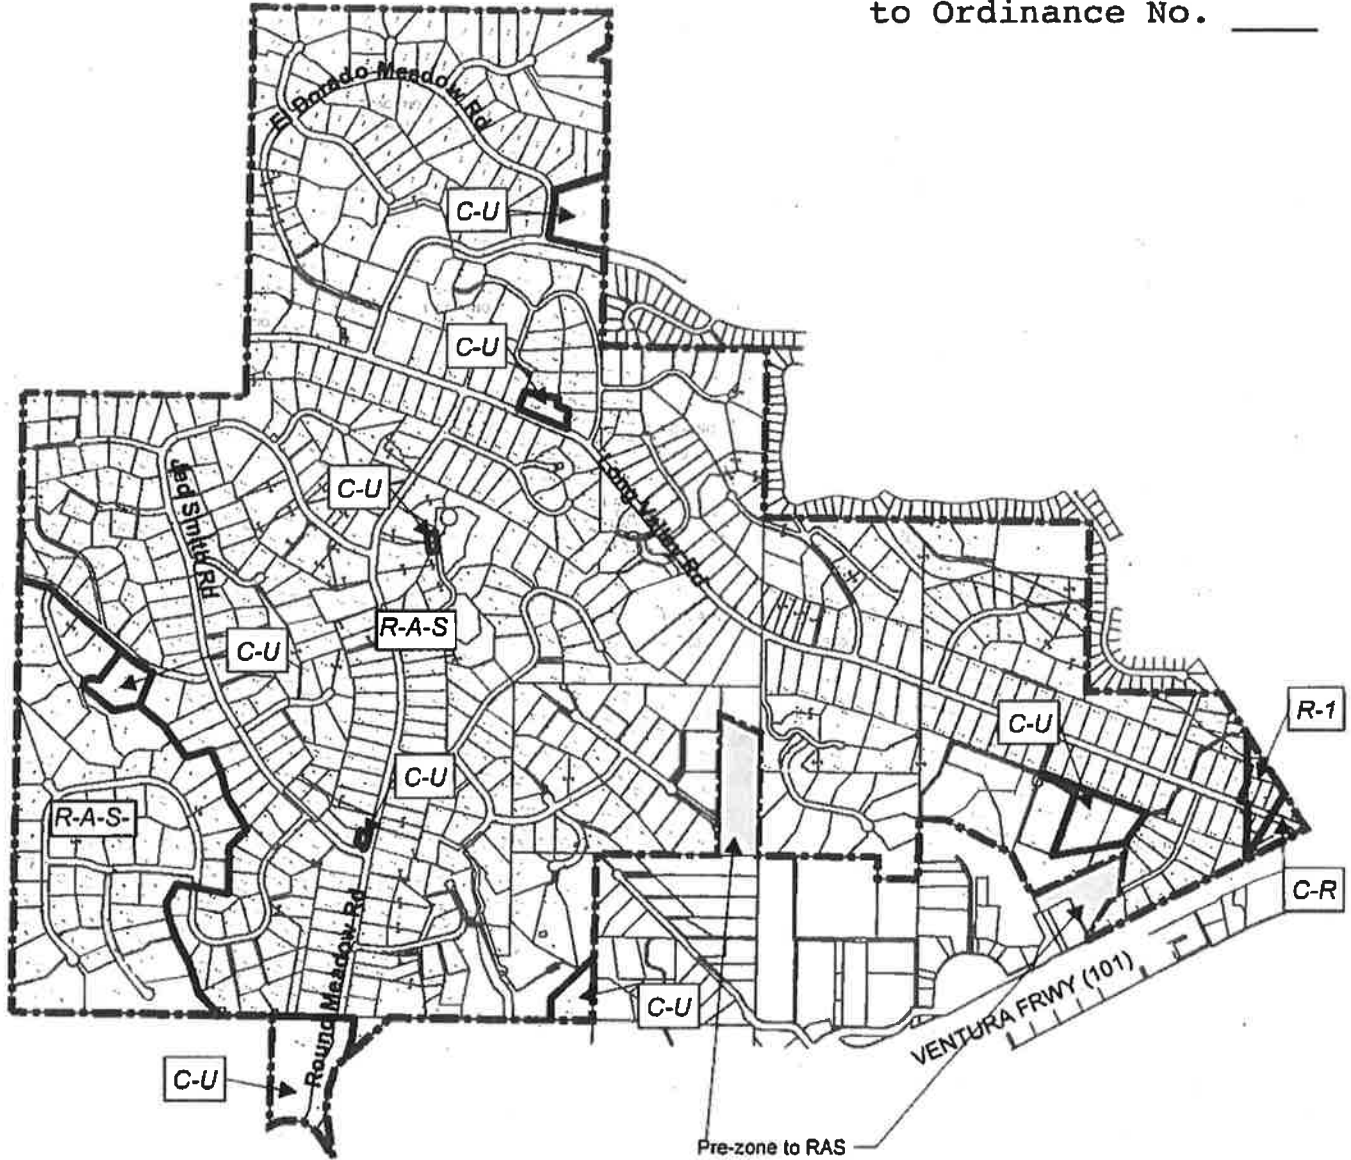 to Ordinance No. ____
El Dorado Meadow Rd
C-U
C-U
C-U
Jed Smith Rd
Long Valley Rd
R-A-S
C-U
C-U
R-1
C-U
R-A-S-
C-R
Round Meadow Rd
C-U
VENTURA FRWY (101)
C-U
Pre-zone to RAS